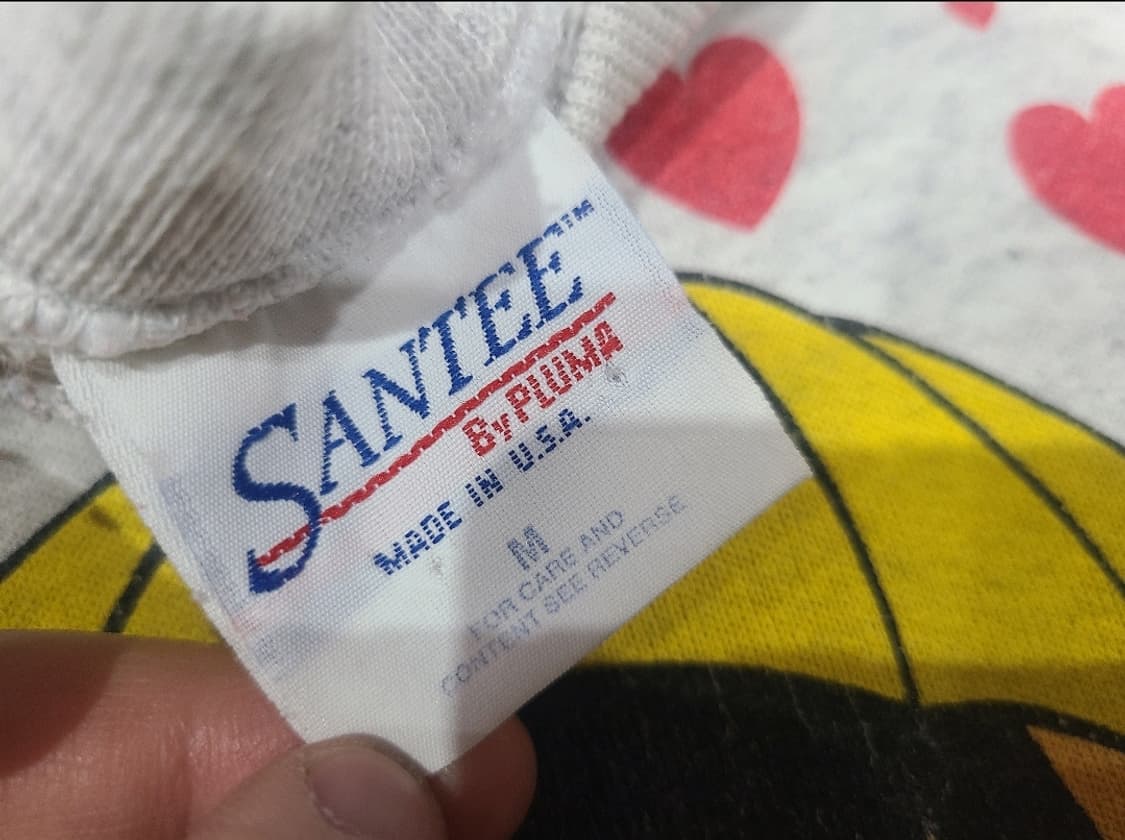 SANTEE™
By PLUMA
MADE IN U.S.A.
M
FOR CARE AND
CONTENT SEE REVERSE